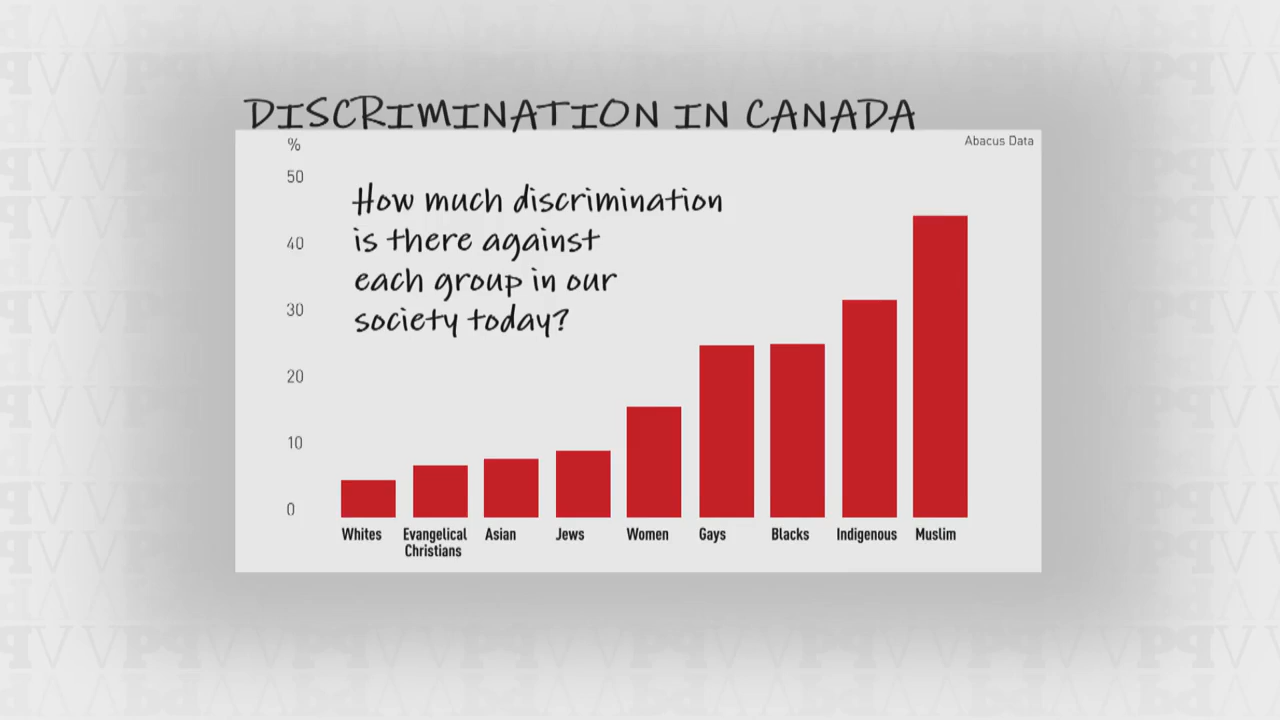 DISCRIMINATION IN CANADA
Abacus Data
%
50
40
30
20
10
0
How much discrimination
is there against
each group in our
society today?
Whites
Evangelical
Christians
Asian
Jews
Women
Gays
Blacks
Indigenous
Muslim